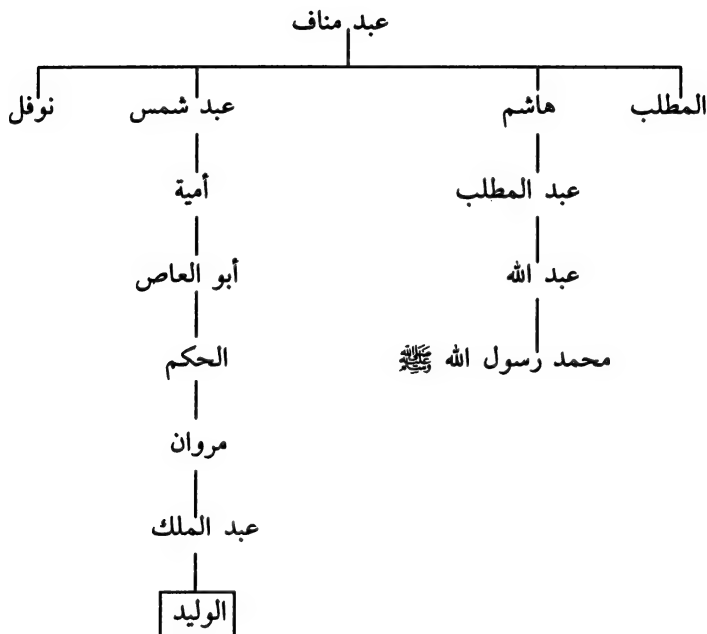 عبد مناف
المطلب هاشم عبد شمس نوفل
عبد المطلب أمية
عبد الله أبو العاص
محمد رسول الله ﷺ الحكم
مروان
عبد الملك
الوليد